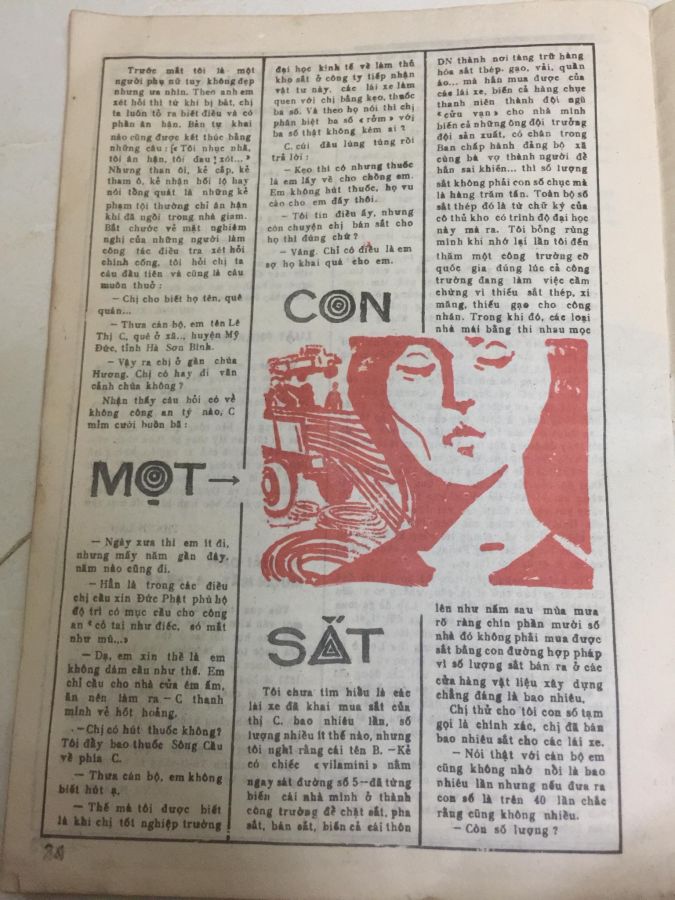 Trước mắt tôi là một
người phụ nữ tuy không đẹp
nhưng ưa nhìn. Theo anh em
xét hỏi thì từ khi bị bắt, chị
ta luôn tỏ ra biết điều và có
phần ân hận. Bản tự khai
nào cũng được kết thúc bằng
những câu: « Tôi nhục nhã,
tôi ân hận, tôi đau xót...»
Nhưng than ôi, kẻ cắp, kẻ
tham ô, kẻ nhận hối lộ hay
nói tổng quát là những kẻ
phạm tội thường chỉ ân hận
khi đã ngồi trong nhà giam.
Bắt chước vẻ mặt nghiêm
nghị của những người làm
công tác điều tra xét hỏi
chính cống, tôi hỏi chị ta
câu đầu tiên và cũng là câu
muôn thuở :
— Chị cho biết họ tên, quê
quán...
— Thưa cán bộ, em tên Lê
Thị C, quê ở xã.., huyện Mỹ
Đức, tỉnh Hà Sơn Bình.
— Vậy ra chị ở gần chùa
Hương. Chị có hay đi vãn
cảnh chùa không ?
Nhận thấy câu hỏi có vẻ
không công an tý nào, C
mỉm cười buồn bã :
MỘT→
— Ngày xưa thì em ít đi,
nhưng mấy năm gần đây,
năm nào cũng đi.
— Hẳn là trong các điều
chị cầu xin Đức Phật phù hộ
độ trì có mục cầu cho công
an « có tai như điếc, có mắt
như mù...»
— Dạ, em xin thề là em
không dám cầu như thế. Em
chỉ cầu cho nhà cửa êm ấm,
ăn nên làm ra — C thanh
minh vẻ hốt hoảng.
— Chị có hút thuốc không?
Tôi đẩy bao thuốc Sông Cầu
về phía C.
— Thưa cán bộ, em không
biết hút ạ.
— Thế mà tôi được biết
là khi chị tốt nghiệp trường
đại học kinh tế về làm thủ
kho sắt ở công ty tiếp nhận
vật tư này, các lái xe làm
quen với chị bằng kẹo, thuốc
ba số. Và theo họ nói thì chị
phân biệt ba số « rởm » với
ba số thật không kém ai ?
C. cúi đầu lúng túng rồi
trả lời :
— Kẹo thì có nhưng thuốc
là em lấy về cho chồng em.
Em không hút thuốc, họ vu
cáo cho em đấy thôi.
— Tôi tin điều ấy, nhưng
còn chuyện chị bán sắt cho
họ thì đúng chứ ?
— Vâng. Chỉ có điều là em
sợ họ khai quá cho em.
CON
SẮT
Tôi chưa tìm hiểu là các
lái xe đã khai mua sắt của
thị C. bao nhiêu lần, số
lượng nhiều ít thế nào, nhưng
tôi nghĩ rằng cái tên B. —Kẻ
có chiếc « vilamini » nằm
ngay sát đường số 5—đã từng
biến cái nhà mình ở thành
công trường để chặt sắt, pha
sắt, bán sắt, biến cả cái thôn
DN thành nơi tàng trữ hàng
hóa sắt thép, gạo, vải, quần
áo... mà hắn mua được của
các lái xe, biến cả hàng chục
thanh niên thành đội ngũ
« cửu vạn » cho nhà mình
biến cả những ông đội trưởng
đội sản xuất, có chân trong
Ban chấp hành đảng bộ xã
cùng bà vợ thành người để
hắn sai khiến... thì số lượng
sắt không phải con số chục mà
là hàng trăm tấn. Toàn bộ số
sắt thép đó là từ chữ ký của
cô thủ kho có trình độ đại học
này mà ra. Tôi bỗng rùng
mình khi nhớ lại lần tôi đến
thăm một công trường cỡ
quốc gia đúng lúc cả công
trường đang làm việc cầm
chừng vì thiếu sắt thép, xi
măng, thiếu gạo cho công
nhân. Trong khi đó, các loại
nhà mái bằng thi nhau mọc
lên như nấm sau mùa mưa
rõ ràng chín phần mười số
nhà đó không phải mua được
sắt bằng con đường hợp pháp
vì số lượng sắt bán ra ở các
cửa hàng vật liệu xây dựng
chẳng đáng là bao nhiêu.
Chị thử cho tôi con số tạm
gọi là chính xác, chị đã bán
bao nhiêu sắt cho các lái xe.
— Nói thật với cán bộ em
cũng không nhớ nổi là bao
nhiêu lần nhưng nếu đưa ra
con số là trên 40 lần chắc
rằng cũng không nhiều.
— Còn số lượng ?